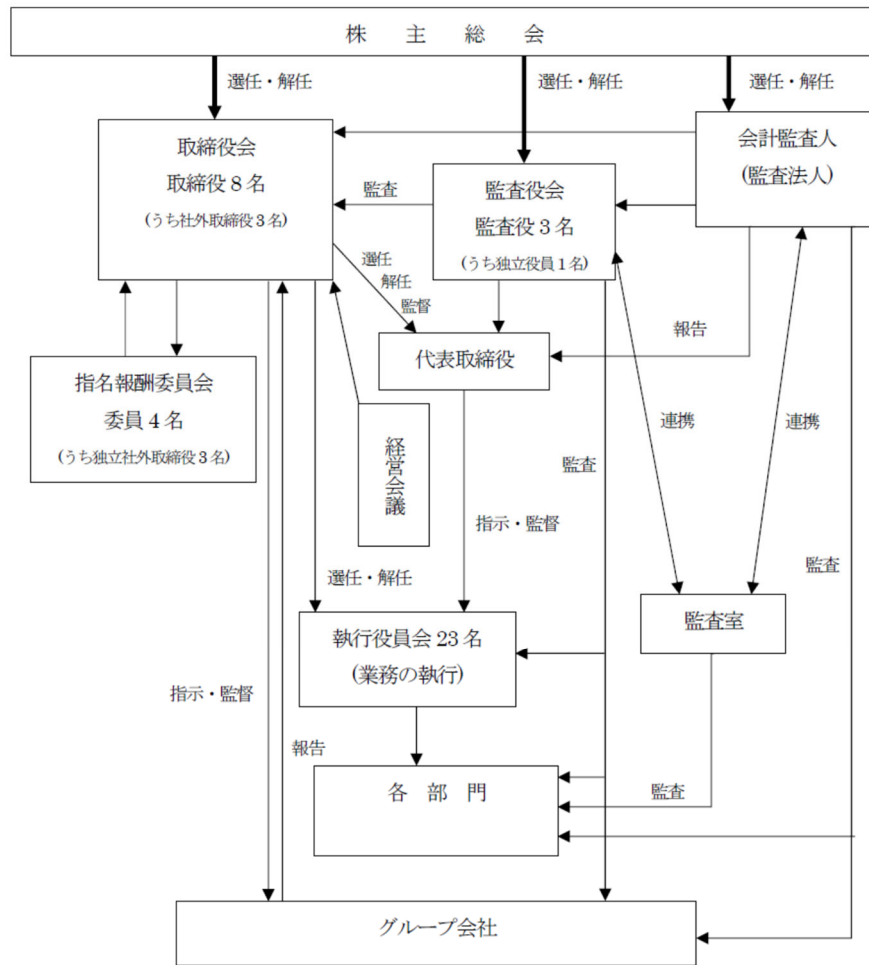 株 主 総 会
選任・解任
選任・解任
選任・解任
取締役会
取締役 8 名
(うち社外取締役 3 名)
監査
監査役会
監査役 3 名
(うち独立役員 1 名)
会計監査人
(監査法人)
選任
解任
監督
報告
代表取締役
指名報酬委員会
委員 4 名
(うち独立社外取締役 3 名)
経営会議
連携
連携
監査
指示・監督
監査
選任・解任
監査室
執行役員会 23 名
(業務の執行)
指示・監督
報告
各 部 門
監査
グループ会社